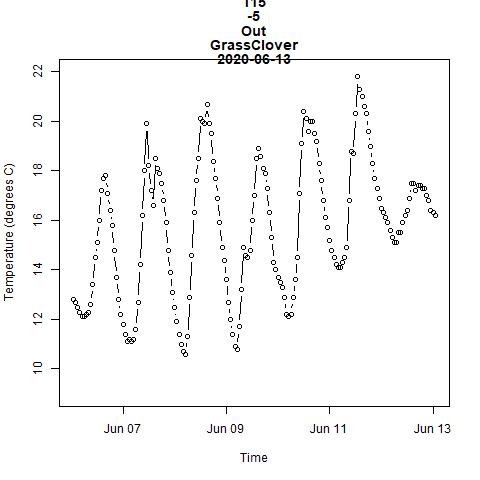 T15
-5
Out
GrassClover
2020-06-13
Temperature (degrees C)
22
20
18
16
14
12
10
Jun 07
Jun 09
Jun 11
Jun 13
Time